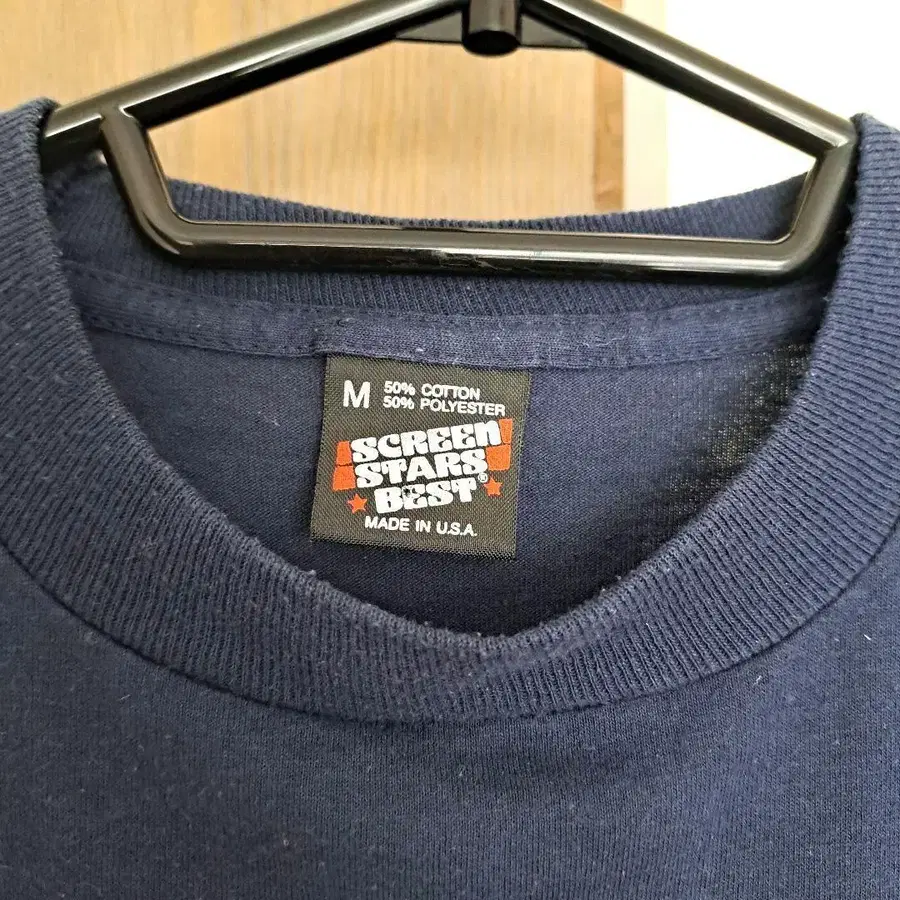 M 50% COTTON
50% POLYESTER
SCREEN
STARS
BEST®
MADE IN U.S.A.